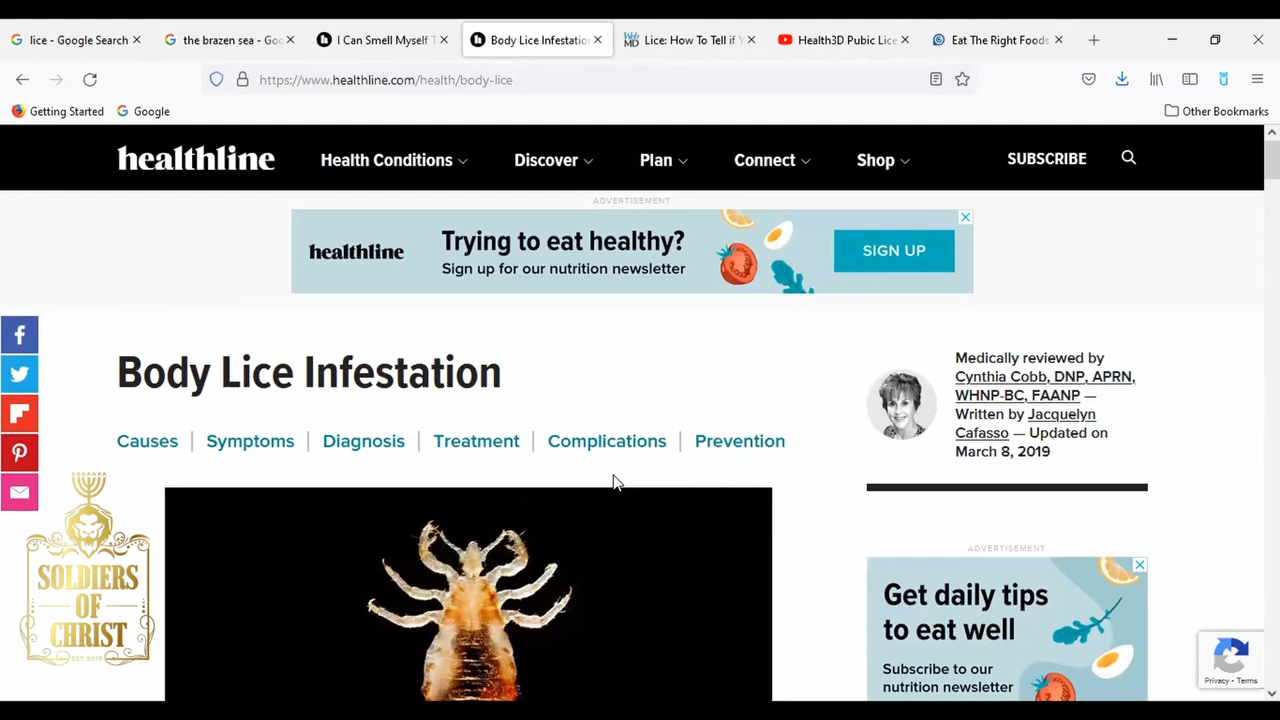 lice - Google Search
the brazen sea - Goo
I Can Smell Myself T
Body Lice Infestation
WebMD
Lice: How To Tell if Y
Health3D Pubic Lice
Eat The Right Foods
https://www.healthline.com/health/body-lice
Getting Started
Google
Other Bookmarks
healthline
Health Conditions
Discover
Plan
Connect
Shop
SUBSCRIBE
ADVERTISEMENT
healthline
Trying to eat healthy?
Sign up for our nutrition newsletter
SIGN UP
Body Lice Infestation
Causes | Symptoms | Diagnosis | Treatment | Complications | Prevention
Medically reviewed by
Cynthia Cobb, DNP, APRN,
WHNP-BC, FAANP —
Written by Jacquelyn
Cafasso — Updated on
March 8, 2019
ADVERTISEMENT
Get daily tips
to eat well
Subscribe to our
nutrition newsletter
Privacy - Terms
SOLDIERS
OF
CHRIST
EST 2015